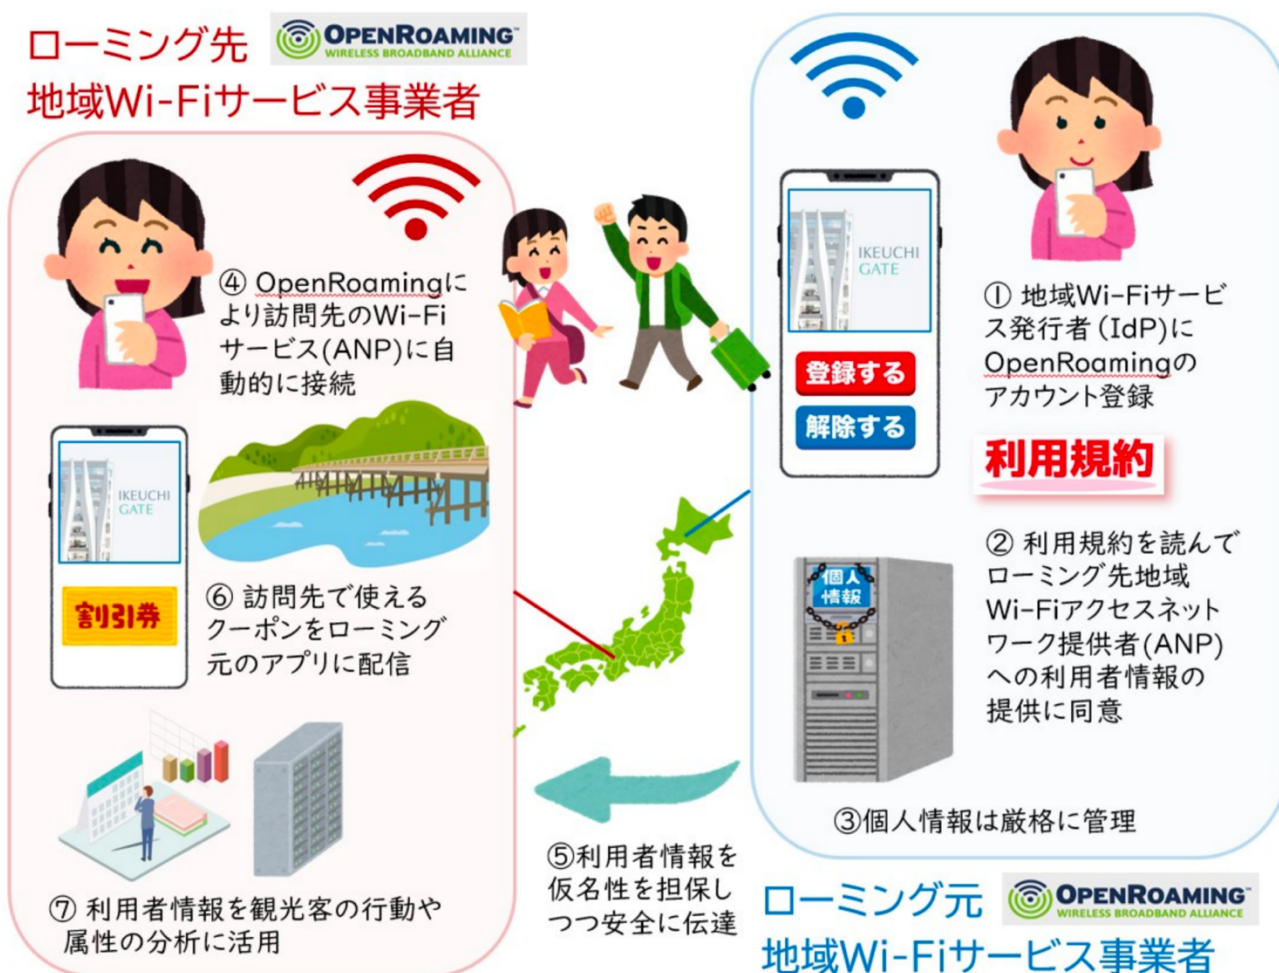 ローミング先
OPENROAMING™
WIRELESS BROADBAND ALLIANCE
地域Wi-Fiサービス事業者
④ OpenRoamingに
より訪問先のWi-Fi
サービス(ANP)に自
動的に接続
IKEUCHI
GATE
割引券
⑥ 訪問先で使える
クーポンをローミング
元のアプリに配信
⑦ 利用者情報を観光客の行動や
属性の分析に活用
⑤利用者情報を
仮名性を担保し
つつ安全に伝達
IKEUCHI
GATE
登録する
解除する
① 地域Wi-Fiサービ
ス発行者(IdP)に
OpenRoamingの
アカウント登録
利用規約
② 利用規約を読んで
ローミング先地域
Wi-Fiアクセスネット
ワーク提供者(ANP)
への利用者情報の
提供に同意
個人
情報
③個人情報は厳格に管理
ローミング元
OPENROAMING™
WIRELESS BROADBAND ALLIANCE
地域Wi-Fiサービス事業者